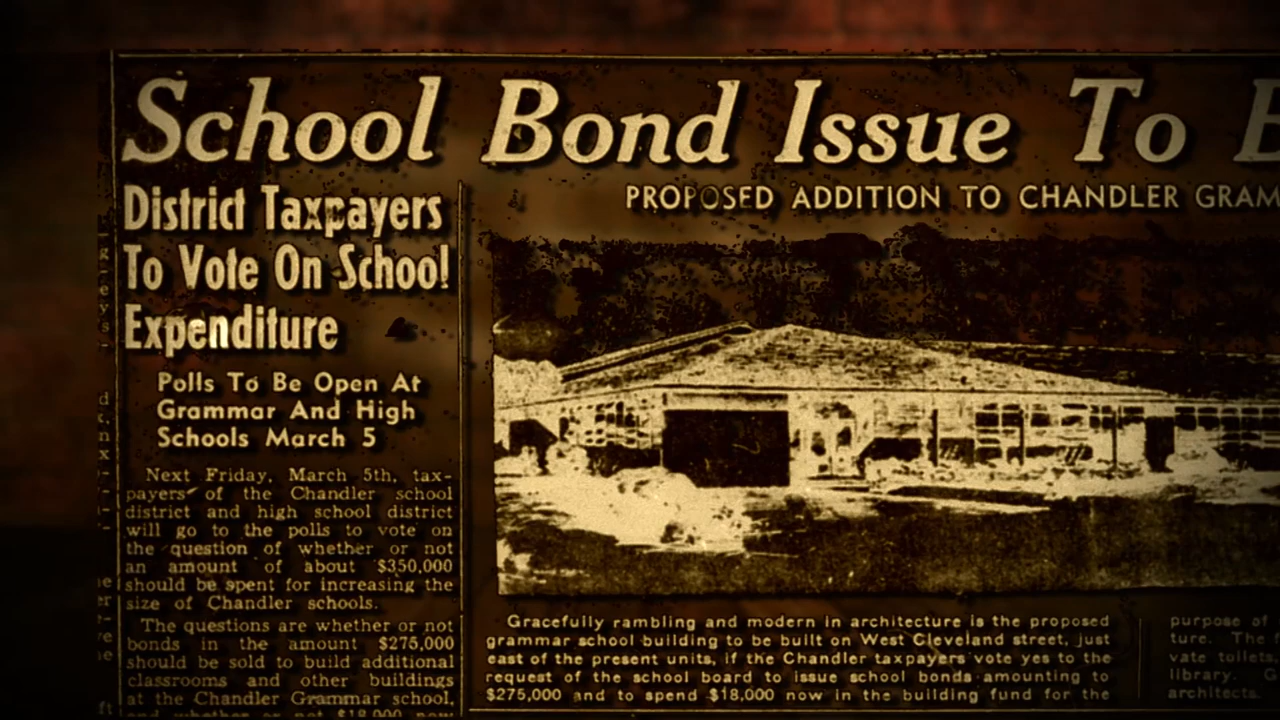 School Bond Issue To
PROPOSED ADDITION TO CHANDLER GRAM
District Taxpayers
To Vote On School
Expenditure
Polls To Be Open At
Grammar And High
Schools March 5
Next Friday, March 5th, tax-
payers of the Chandler school
district and high school district
will go to the polls to vote on
the question of whether or not
an amount of about $350,000
should be spent for increasing the
size of Chandler schools.
The questions are whether or not
bonds in the amount $275,000
should be sold to build additional
classrooms and other buildings
at the Chandler Grammar school,
and whether or not $18,000 now
Gracefully rambling and modern in architecture is the proposed
grammar school building to be built on West Cleveland street, just
east of the present units, if the Chandler taxpayers vote yes to the
request of the school board to issue school bonds amounting to
$275,000 and to spend $18,000 now in the building fund for the
purpose of
ture. The
vate toilets,
library. G
architects.